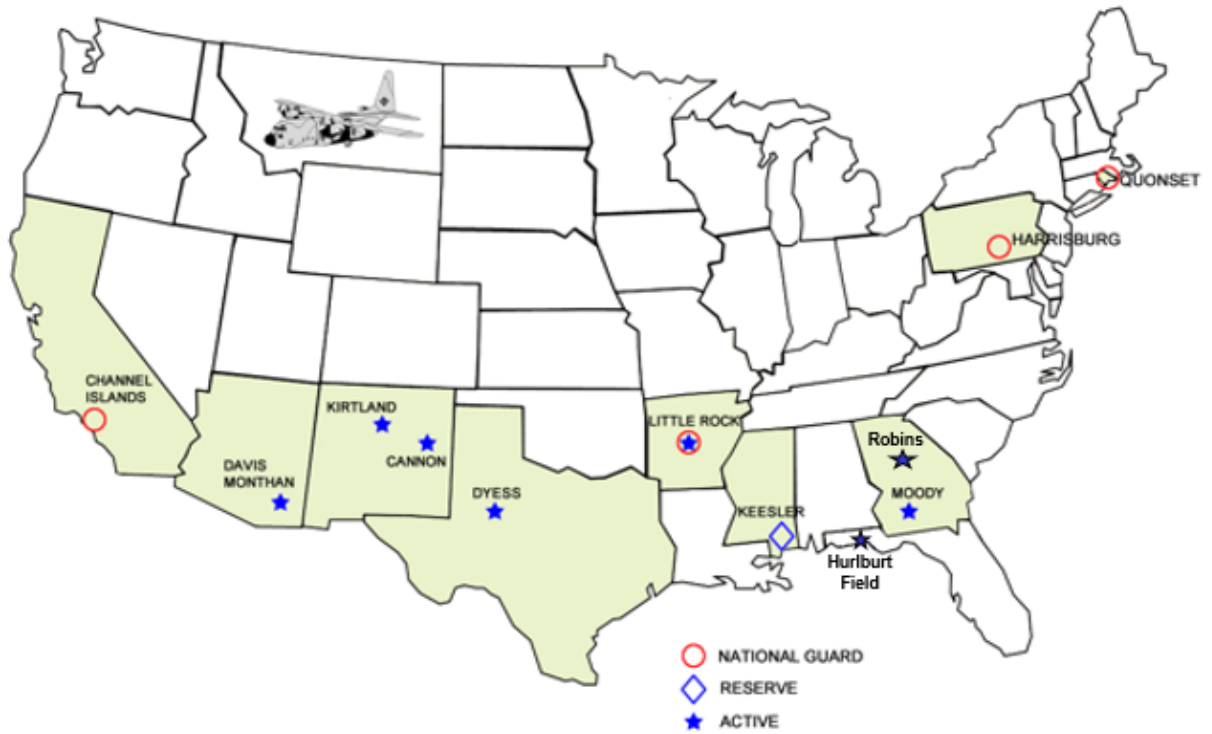 QUONSET
HARRISBURG
CHANNEL
ISLANDS
KIRTLAND
CANNON
LITTLE ROCK
Robins
DAVIS
MONTHAN
DYESS
MOODY
KEESLER
Hurlburt
Field
NATIONAL GUARD
RESERVE
ACTIVE